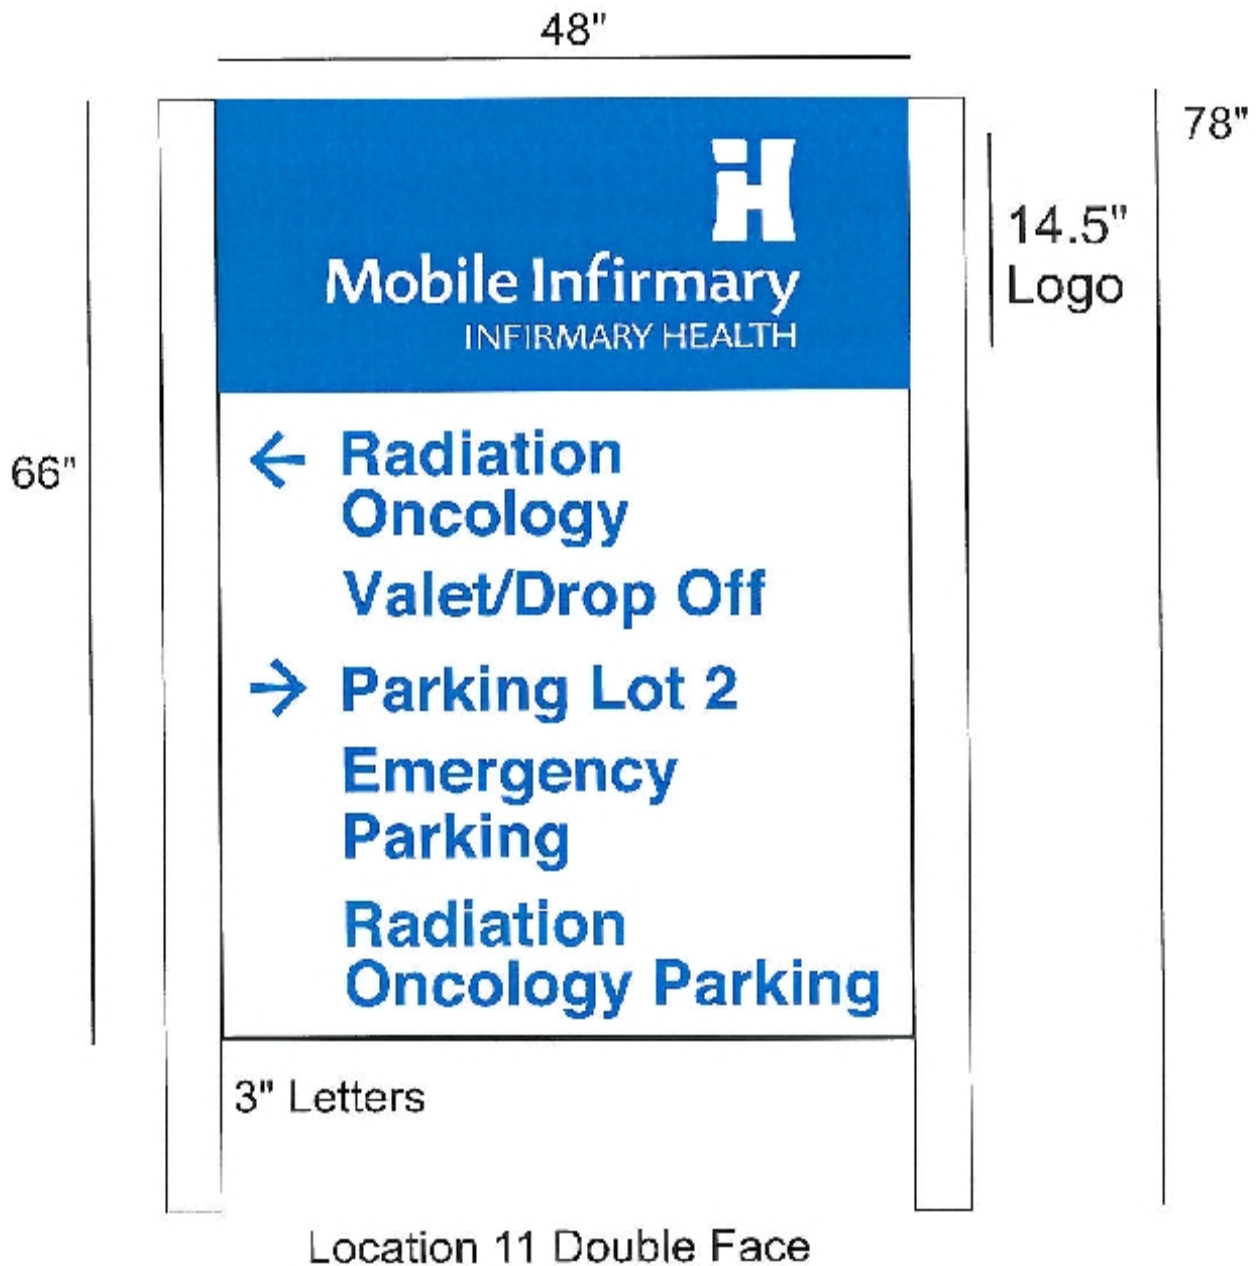 48"
78"
iH
14.5"
Logo
Mobile Infirmary
INFIRMARY HEALTH
66"
← Radiation
Oncology
Valet/Drop Off
→ Parking Lot 2
Emergency
Parking
Radiation
Oncology Parking
3" Letters
Location 11 Double Face